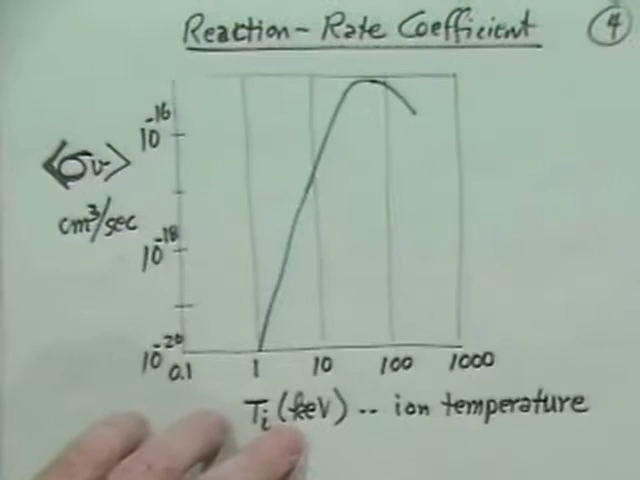 Reaction-Rate Coefficient
4
10^-16
<σv>
cm³/sec
10^-18
10^-20
0.1 1 10 100 1000
Ti (keV) -- ion temperature